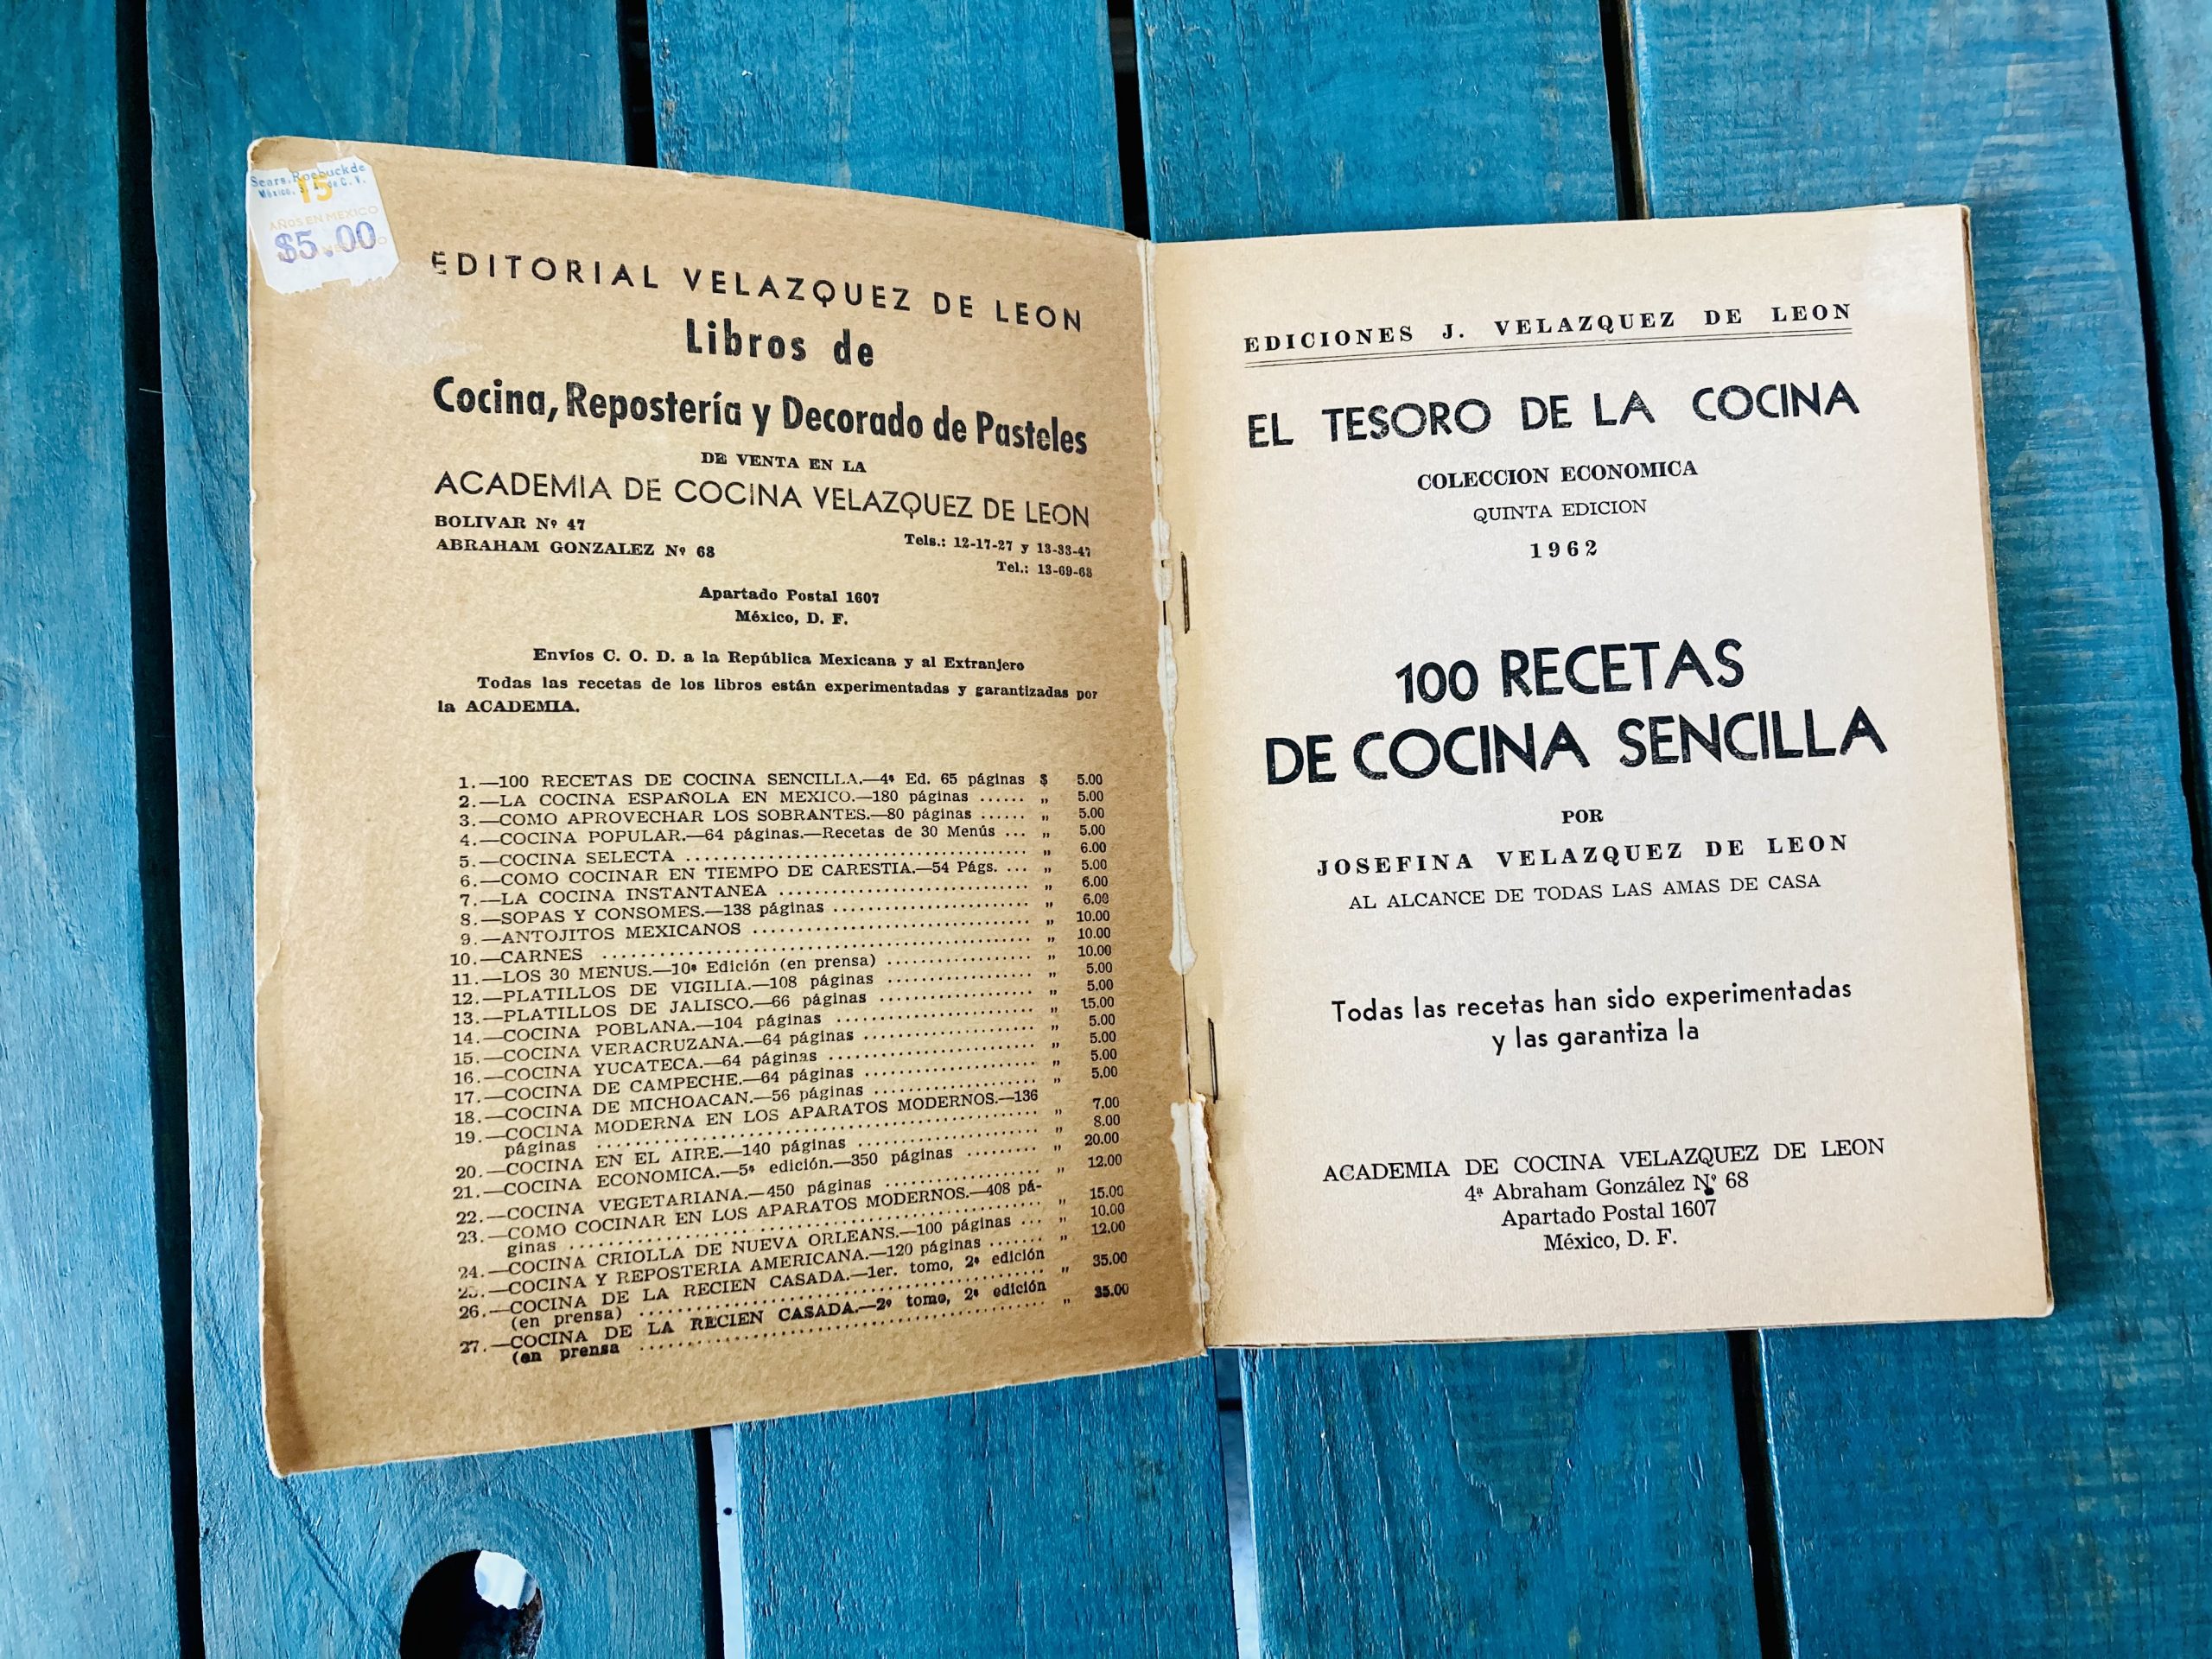 Sears. Roebuck de
México, S. A. de C. V.
15
AÑOS EN MEXICO
$5.00
EDITORIAL VELAZQUEZ DE LEON
Libros de
Cocina, Repostería y Decorado de Pasteles
DE VENTA EN LA
ACADEMIA DE COCINA VELAZQUEZ DE LEON
BOLIVAR Nº 47 Tels.: 12-17-27 y 13-33-47
ABRAHAM GONZALEZ Nº 68 Tel.: 13-69-68
Apartado Postal 1607
México, D. F.
Envíos C. O. D. a la República Mexicana y al Extranjero
Todas las recetas de los libros están experimentadas y garantizadas por
la ACADEMIA.
1.—100 RECETAS DE COCINA SENCILLA.—4ª Ed. 65 páginas $ 5.00
2.—LA COCINA ESPAÑOLA EN MEXICO.—180 páginas ...... „ 5.00
3.—COMO APROVECHAR LOS SOBRANTES.—80 páginas ...... „ 5.00
4.—COCINA POPULAR.—64 páginas.—Recetas de 30 Menús ... „ 5.00
5.—COCINA SELECTA ..................................... „ 6.00
6.—COMO COCINAR EN TIEMPO DE CARESTIA.—54 Págs. ... „ 5.00
7.—LA COCINA INSTANTANEA ........................... „ 6.00
8.—SOPAS Y CONSOMES.—138 páginas ..................... „ 6.00
9.—ANTOJITOS MEXICANOS .............................. „ 10.00
10.—CARNES .............................................. „ 10.00
11.—LOS 30 MENUS.—10ª Edición (en prensa) ................ „ 10.00
12.—PLATILLOS DE VIGILIA.—108 páginas ................ „ 5.00
13.—PLATILLOS DE JALISCO.—66 páginas ................. „ 5.00
14.—COCINA POBLANA.—104 páginas ...................... „ 15.00
15.—COCINA VERACRUZANA.—64 páginas ................... „ 5.00
16.—COCINA YUCATECA.—64 páginas ....................... „ 5.00
17.—COCINA DE CAMPECHE.—64 páginas ................... „ 5.00
18.—COCINA DE MICHOACAN.—56 páginas .................. „ 5.00
19.—COCINA MODERNA EN LOS APARATOS MODERNOS.—136
páginas ................................................ „ 7.00
20.—COCINA EN EL AIRE.—140 páginas .................... „ 8.00
21.—COCINA ECONOMICA.—5ª edición.—350 páginas ......... „ 20.00
22.—COCINA VEGETARIANA.—450 páginas ................. „ 12.00
23.—COMO COCINAR EN LOS APARATOS MODERNOS.—408 pá-
ginas .................................................. „ 15.00
24.—COCINA CRIOLLA DE NUEVA ORLEANS.—100 páginas ... „ 10.00
25.—COCINA Y REPOSTERIA AMERICANA.—120 páginas ....... „ 12.00
26.—COCINA DE LA RECIEN CASADA.—1er. tomo, 2ª edición
(en prensa) ............................................. „ 35.00
27.—COCINA DE LA RECIEN CASADA.—2º tomo, 2ª edición
(en prensa ............................................. „ 35.00
EDICIONES J. VELAZQUEZ DE LEON
EL TESORO DE LA COCINA
COLECCION ECONOMICA
QUINTA EDICION
1962
100 RECETAS
DE COCINA SENCILLA
POR
JOSEFINA VELAZQUEZ DE LEON
AL ALCANCE DE TODAS LAS AMAS DE CASA
Todas las recetas han sido experimentadas
y las garantiza la
ACADEMIA DE COCINA VELAZQUEZ DE LEON
4ª Abraham González Nº 68
Apartado Postal 1607
México, D. F.